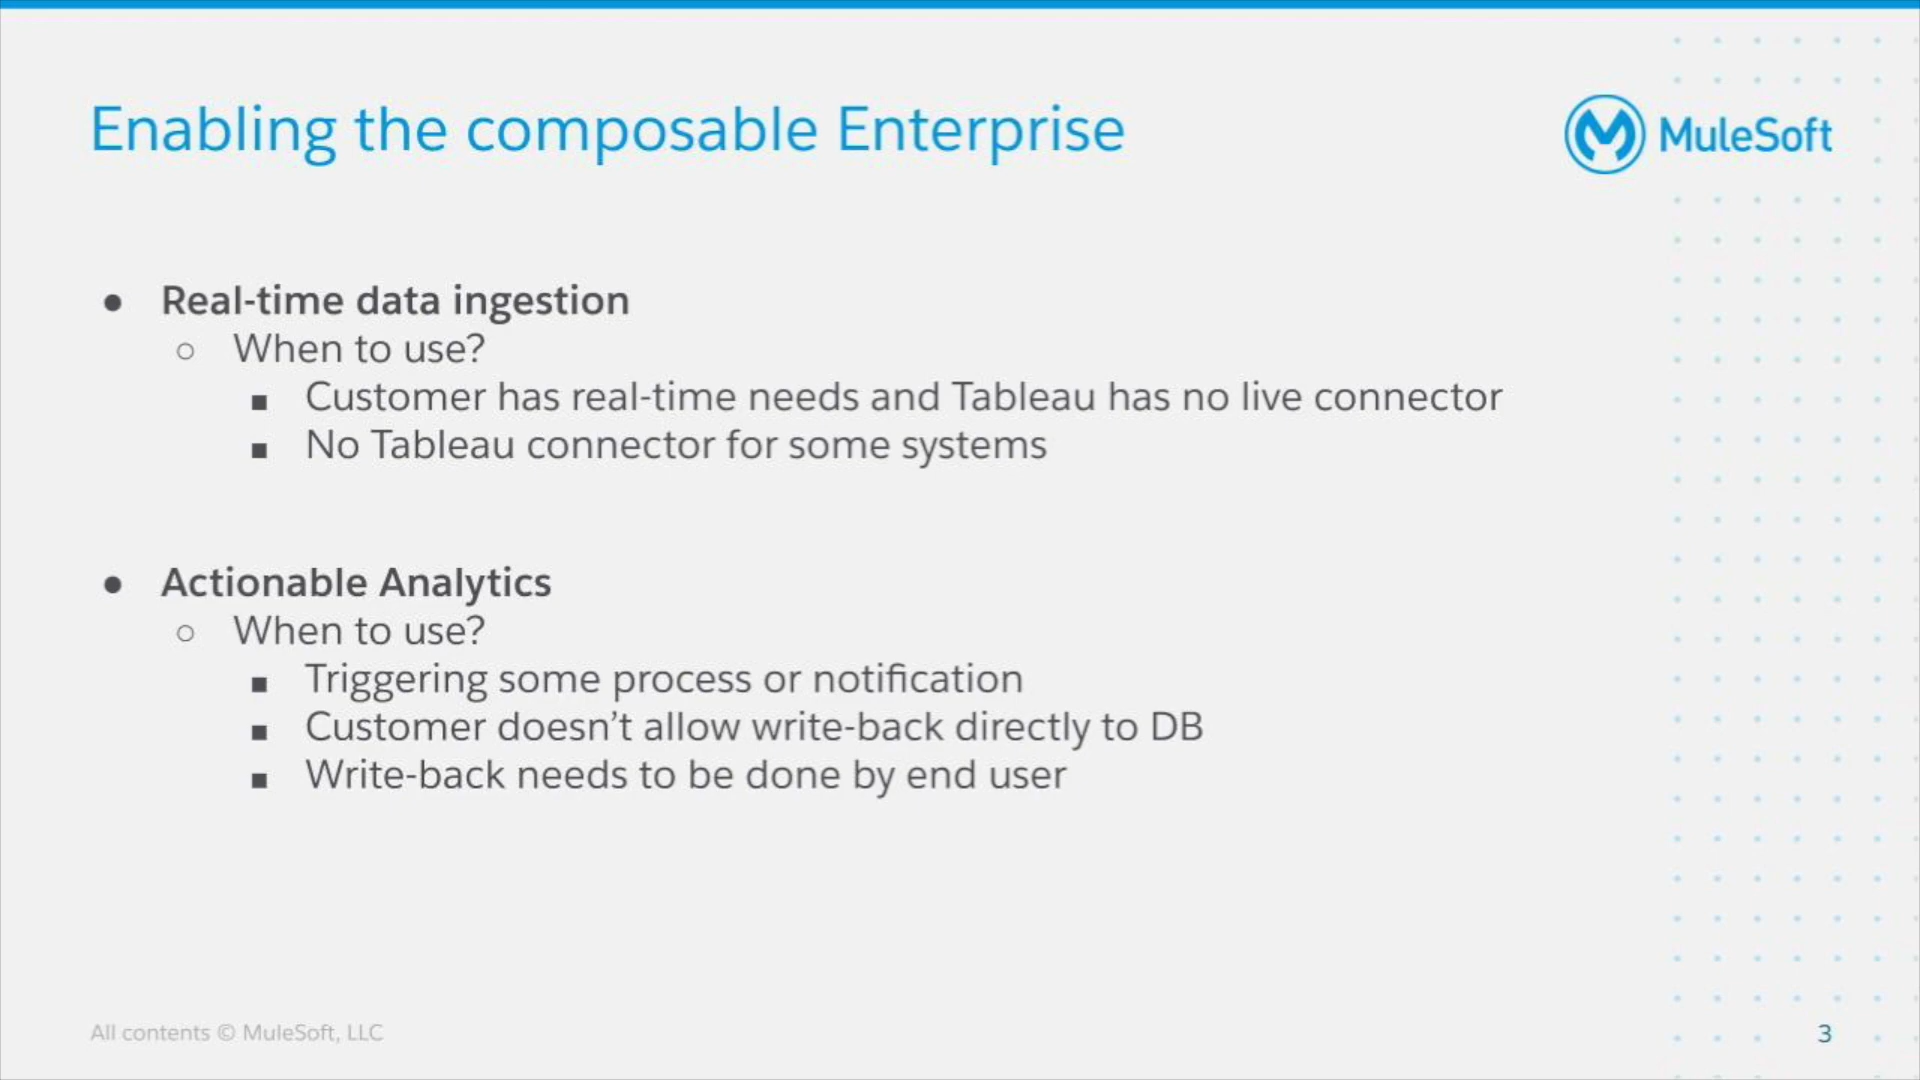 Enabling the composable Enterprise
MuleSoft
● Real-time data ingestion
○ When to use?
■ Customer has real-time needs and Tableau has no live connector
■ No Tableau connector for some systems
● Actionable Analytics
○ When to use?
■ Triggering some process or notification
■ Customer doesn’t allow write-back directly to DB
■ Write-back needs to be done by end user
All contents © MuleSoft, LLC
3